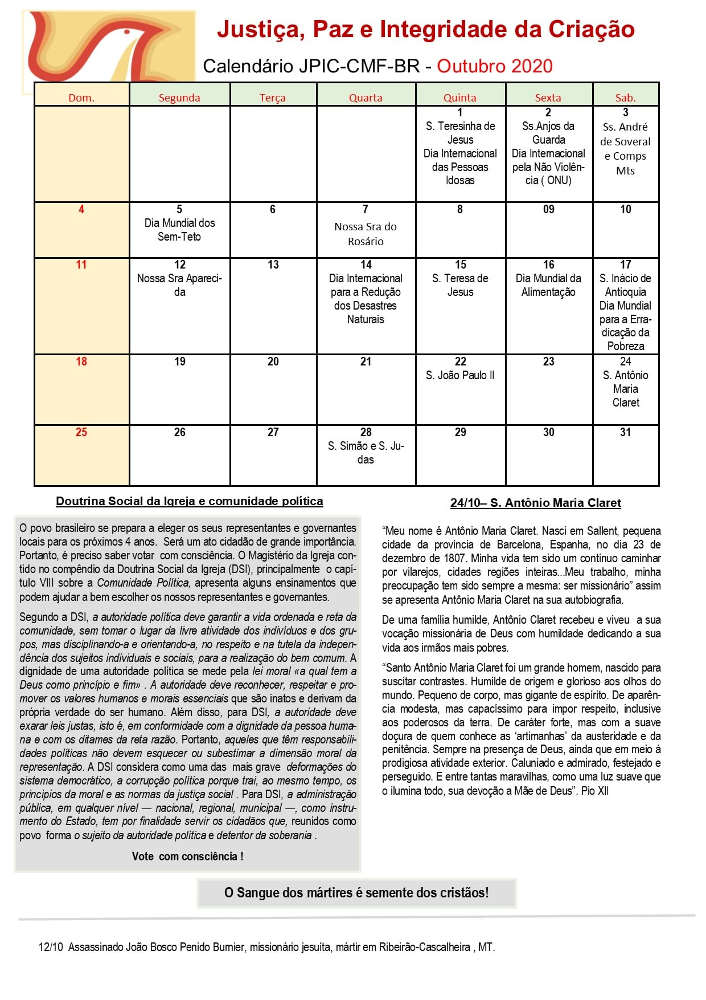 Justiça, Paz e Integridade da Criação
Calendário JPIC-CMF-BR - Outubro 2020
Dom. Segunda Terça Quarta Quinta Sexta Sab.
1
S. Teresinha de
Jesus
Dia Internacional
das Pessoas
Idosas
2
Ss.Anjos da
Guarda
Dia Internacional
pela Não Violên-
cia ( ONU)
3
Ss. André
de Soveral
e Comps
Mts
4
5
Dia Mundial dos
Sem-Teto
6
7
Nossa Sra do
Rosário
8
09
10
11
12
Nossa Sra Apareci-
da
13
14
Dia Internacional
para a Redução
dos Desastres
Naturais
15
S. Teresa de
Jesus
16
Dia Mundial da
Alimentação
17
S. Inácio de
Antioquia
Dia Mundial
para a Erra-
dicação da
Pobreza
18
19
20
21
22
S. João Paulo II
23
24
S. Antônio
Maria
Claret
25
26
27
28
S. Simão e S. Ju-
das
29
30
31
Doutrina Social da Igreja e comunidade política
O povo brasileiro se prepara a eleger os seus representantes e governantes
locais para os próximos 4 anos. Será um ato cidadão de grande importância.
Portanto, é preciso saber votar com consciência. O Magistério da Igreja con-
tido no compêndio da Doutrina Social da Igreja (DSI), principalmente o capí-
tulo VIII sobre a Comunidade Política, apresenta alguns ensinamentos que
podem ajudar a bem escolher os nossos representantes e governantes.
Segundo a DSI, a autoridade política deve garantir a vida ordenada e reta da
comunidade, sem tomar o lugar da livre atividade dos indivíduos e dos gru-
pos, mas disciplinando-a e orientando-a, no respeito e na tutela da indepen-
dência dos sujeitos individuais e sociais, para a realização do bem comum. A
dignidade de uma autoridade política se mede pela lei moral «a qual tem a
Deus como princípio e fim» . A autoridade deve reconhecer, respeitar e pro-
mover os valores humanos e morais essenciais que são inatos e derivam da
própria verdade do ser humano. Além disso, para DSI, a autoridade deve
exarar leis justas, isto é, em conformidade com a dignidade da pessoa huma-
na e com os ditames da reta razão. Portanto, aqueles que têm responsabili-
dades políticas não devem esquecer ou subestimar a dimensão moral da
representação. A DSI considera como uma das mais grave deformações do
sistema democrático, a corrupção política porque trai, ao mesmo tempo, os
princípios da moral e as normas da justiça social . Para DSI, a administração
pública, em qualquer nível — nacional, regional, municipal —, como instru-
mento do Estado, tem por finalidade servir os cidadãos que, reunidos como
povo forma o sujeito da autoridade política e detentor da soberania .
Vote com consciência !
24/10– S. Antônio Maria Claret
“Meu nome é Antônio Maria Claret. Nasci em Sallent, pequena
cidade da província de Barcelona, Espanha, no dia 23 de
dezembro de 1807. Minha vida tem sido um contínuo caminhar
por vilarejos, cidades regiões inteiras...Meu trabalho, minha
preocupação tem sido sempre a mesma: ser missionário” assim
se apresenta Antônio Maria Claret na sua autobiografia.
De uma família humilde, Antônio Claret recebeu e viveu a sua
vocação missionária de Deus com humildade dedicando a sua
vida aos irmãos mais pobres.
“Santo Antônio Maria Claret foi um grande homem, nascido para
suscitar contrastes. Humilde de origem e glorioso aos olhos do
mundo. Pequeno de corpo, mas gigante de espírito. De aparên-
cia modesta, mas capacíssimo para impor respeito, inclusive
aos poderosos da terra. De caráter forte, mas com a suave
doçura de quem conhece as ‘artimanhas’ da austeridade e da
penitência. Sempre na presença de Deus, ainda que em meio à
prodigiosa atividade exterior. Caluniado e admirado, festejado e
perseguido. E entre tantas maravilhas, como uma luz suave que
o ilumina todo, sua devoção a Mãe de Deus”. Pio XII
O Sangue dos mártires é semente dos cristãos!
12/10 Assassinado João Bosco Penido Burnier, missionário jesuíta, mártir em Ribeirão-Cascalheira , MT.